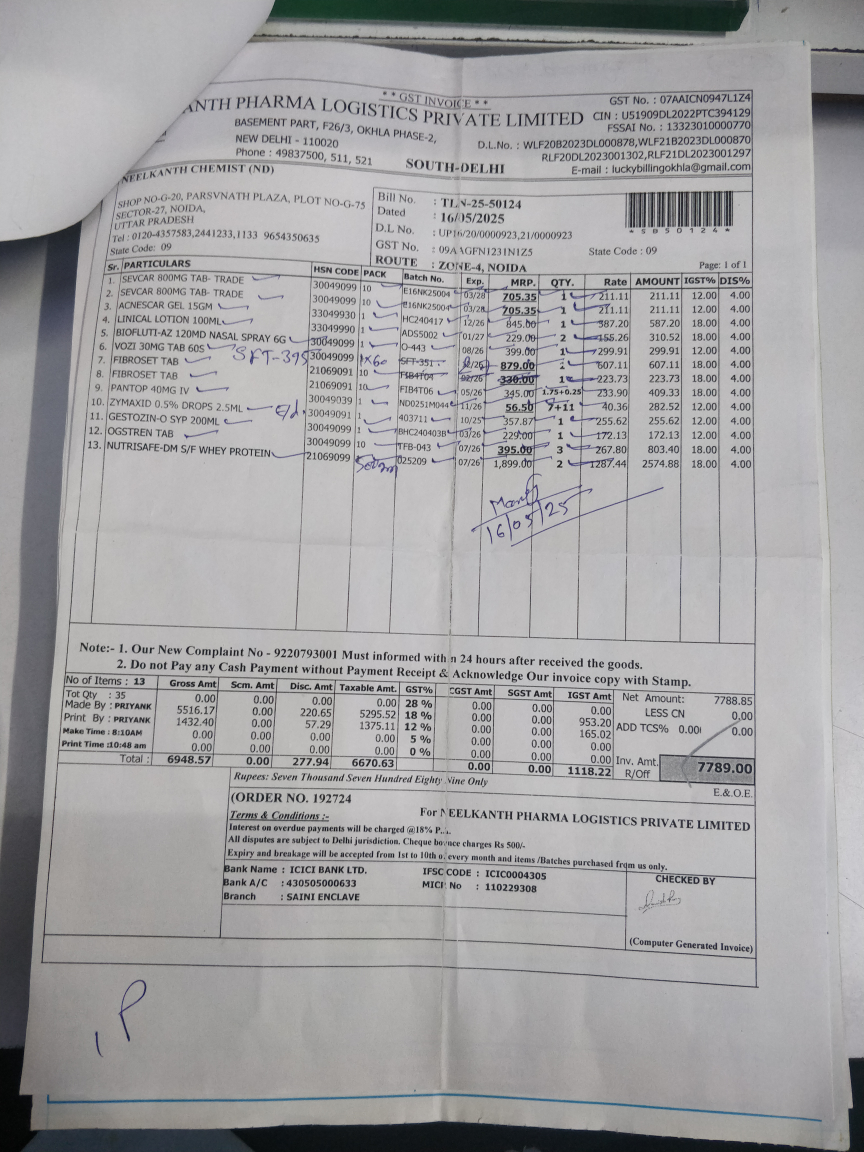 ** GST INVOICE **
GST No. : 07AAICN0947L1Z4
KANTH PHARMA LOGISTICS PRIVATE LIMITED
CIN : U51909DL2022PTC394129
BASEMENT PART, F26/3, OKHLA PHASE-2,
FSSAI No. : 13323010000770
NEW DELHI - 110020
D.L.No. : WLF20B2023DL000878,WLF21B2023DL000870
Phone : 49837500, 511, 521
RLF20DL2023001302,RLF21DL2023001297
SOUTH-DELHI
E-mail : luckybillingokhla@gmail.com
NEELKANTH CHEMIST (ND)
SHOP NO-G-20, PARSVNATH PLAZA, PLOT NO-G-75
SECTOR-27, NOIDA,
UTTAR PRADESH
Tel : 0120-4357583,2441233,1133 9654350635
State Code: 09
Bill No. : TLN-25-50124
Dated : 16/05/2025
D.L No. : UP16/20/0000923,21/0000923
GST No. : 09AAGFN1231N1Z5 State Code : 09
ROUTE : ZONE-4, NOIDA
*SB50124*
Page: 1 of 1
Sr. PARTICULARS HSN CODE PACK Batch No. Exp. MRP. QTY. Rate AMOUNT IGST% DIS%
1. SEVCAR 800MG TAB- TRADE 30049099 10 E16NK25004 03/28 705.35 1 211.11 211.11 12.00 4.00
2. SEVCAR 800MG TAB- TRADE 30049099 10 E16NK25004 03/28 705.35 1 211.11 211.11 12.00 4.00
3. ACNESCAR GEL 15GM 33049930 1 HC240417 12/26 845.00 1 587.20 587.20 18.00 4.00
4. LINICAL LOTION 100ML 33049990 1 ADS5002 01/27 229.00 2 155.26 310.52 18.00 4.00
5. BIOFLUTI-AZ 120MD NASAL SPRAY 6G 30049099 1 O-443 08/26 399.00 1 299.91 299.91 12.00 4.00
6. VOZI 30MG TAB 60S SFT-395 30049099 1x60 SFT-351 879.00 1 607.11 607.11 18.00 4.00
7. FIBROSET TAB 21069091 10 FIB4T04 02/26 330.00 1 223.73 223.73 18.00 4.00
8. FIBROSET TAB 21069091 10 FIB4T06 05/26 345.00 1.75+0.25 233.90 409.33 18.00 4.00
9. PANTOP 40MG IV 30049039 1 ND0251M044 11/26 56.50 7+11 40.36 282.52 12.00 4.00
10. ZYMAXID 0.5% DROPS 2.5ML E/d. 30049091 1 403711 10/25 357.87 1 255.62 255.62 12.00 4.00
11. GESTOZIN-O SYP 200ML 30049099 1 BHC240403B 03/26 229.00 1 172.13 172.13 12.00 4.00
12. OGSTREN TAB 30049099 10 TFB-043 07/26 395.00 3 267.80 803.40 18.00 4.00
13. NUTRISAFE-DM S/F WHEY PROTEIN 21069099 500gm 025209 07/26 1,899.00 2 1287.44 2574.88 18.00 4.00
16/05/25
Note:- 1. Our New Complaint No - 9220793001 Must informed with n 24 hours after received the goods.
2. Do not Pay any Cash Payment without Payment Receipt & Acknowledge Our invoice copy with Stamp.
No of Items : 13 Gross Amt Scm. Amt Disc. Amt Taxable Amt. GST% CGST Amt SGST Amt IGST Amt Net Amount: 7788.85
Tot Qty : 35 0.00 0.00 0.00 0.00 28 % 0.00 0.00 0.00 LESS CN 0.00
Made By : PRIYANK 5516.17 0.00 220.65 5295.52 18 % 0.00 0.00 953.20 ADD TCS% 0.00 0.00
Print By : PRIYANK 1432.40 0.00 57.29 1375.11 12 % 0.00 0.00 165.02
Make Time : 8:10AM 0.00 0.00 0.00 0.00 5 % 0.00 0.00 0.00
Print Time :10:48 am 0.00 0.00 0.00 0.00 0 % 0.00 0.00 0.00
Total : 6948.57 0.00 277.94 6670.63 0.00 0.00 1118.22 Inv. Amt. R/Off 7789.00
Rupees: Seven Thousand Seven Hundred Eighty Nine Only
E.&.O.E.
(ORDER NO. 192724
Terms & Conditions :-
For NEELKANTH PHARMA LOGISTICS PRIVATE LIMITED
Interest on overdue payments will be charged @18%
All disputes are subject to Delhi jurisdiction. Cheque bounce charges Rs 500/-
Expiry and breakage will be accepted from 1st to 10th of every month and items /Batches purchased from us only.
Bank Name : ICICI BANK LTD. IFSC CODE : ICIC0004305
CHECKED BY
Bank A/C : 430505000633 MICR No : 110229308
Branch : SAINI ENCLAVE
(Computer Generated Invoice)
IP